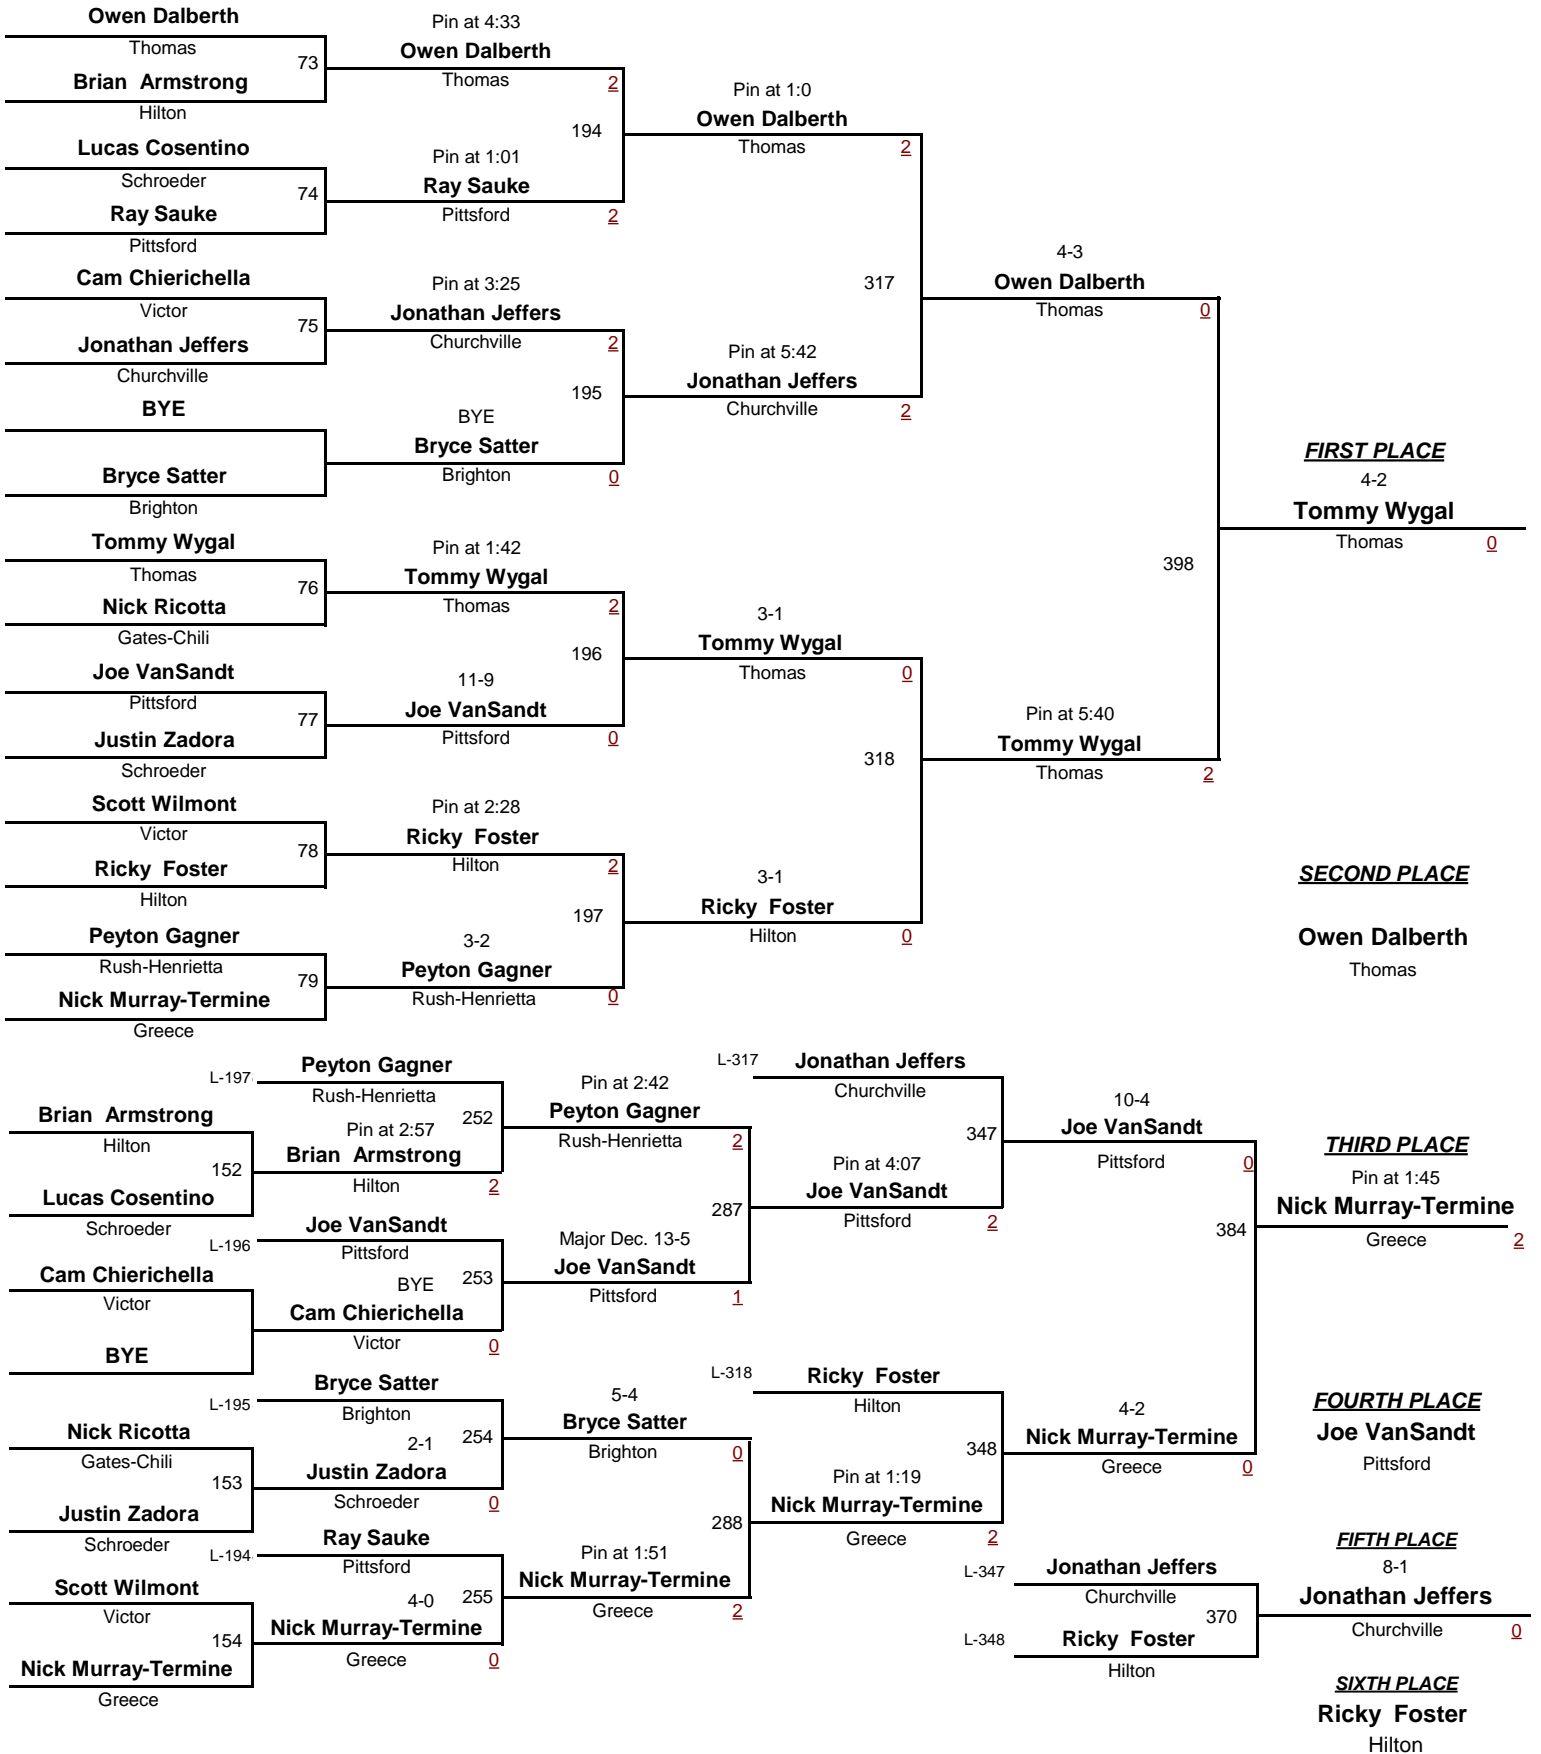 Owen Dalberth
Thomas
73
Brian  Armstrong
Hilton
Lucas Cosentino
Schroeder
74
Ray Sauke
Pittsford
Cam Chierichella
Victor
75
Jonathan Jeffers
Churchville
BYE
Bryce Satter
Brighton
Tommy Wygal
Thomas
76
Nick Ricotta
Gates-Chili
Joe VanSandt
Pittsford
77
Justin Zadora
Schroeder
Scott Wilmont
Victor
78
Ricky  Foster
Hilton
Peyton Gagner
Rush-Henrietta
79
Nick Murray-Termine
Greece
Pin at 4:33
Owen Dalberth
Thomas
2
194
Pin at 1:01
Ray Sauke
Pittsford
2
Pin at 3:25
Jonathan Jeffers
Churchville
2
195
BYE
Bryce Satter
Brighton
0
Pin at 1:42
Tommy Wygal
Thomas
2
196
11-9
Joe VanSandt
Pittsford
0
Pin at 2:28
Ricky  Foster
Hilton
2
197
3-2
Peyton Gagner
Rush-Henrietta
0
Pin at 1:0
Owen Dalberth
Thomas
2
317
Pin at 5:42
Jonathan Jeffers
Churchville
2
3-1
Tommy Wygal
Thomas
0
318
3-1
Ricky  Foster
Hilton
0
4-3
Owen Dalberth
Thomas
0
398
Pin at 5:40
Tommy Wygal
Thomas
2
FIRST PLACE
4-2
Tommy Wygal
Thomas
0
SECOND PLACE
Owen Dalberth
Thomas
L-197
Brian  Armstrong
Hilton
152
Lucas Cosentino
Schroeder
L-196
Cam Chierichella
Victor
BYE
L-195
Nick Ricotta
Gates-Chili
153
Justin Zadora
Schroeder
L-194
Scott Wilmont
Victor
154
Nick Murray-Termine
Greece
Peyton Gagner
Rush-Henrietta
252
Pin at 2:57
Brian  Armstrong
Hilton
2
Joe VanSandt
Pittsford
BYE
253
Cam Chierichella
Victor
0
Bryce Satter
Brighton
2-1
254
Justin Zadora
Schroeder
0
Ray Sauke
Pittsford
4-0
255
Nick Murray-Termine
Greece
0
Pin at 2:42
Peyton Gagner
Rush-Henrietta
2
287
Major Dec. 13-5
Joe VanSandt
Pittsford
1
5-4
Bryce Satter
Brighton
0
288
Pin at 1:51
Nick Murray-Termine
Greece
2
L-317
Jonathan Jeffers
Churchville
347
Pin at 4:07
Joe VanSandt
Pittsford
2
L-318
Ricky  Foster
Hilton
348
Pin at 1:19
Nick Murray-Termine
Greece
2
10-4
Joe VanSandt
Pittsford
0
384
4-2
Nick Murray-Termine
Greece
0
THIRD PLACE
Pin at 1:45
Nick Murray-Termine
Greece
2
FOURTH PLACE
Joe VanSandt
Pittsford
L-347
Jonathan Jeffers
Churchville
370
L-348
Ricky  Foster
Hilton
FIFTH PLACE
8-1
Jonathan Jeffers
Churchville
0
SIXTH PLACE
Ricky  Foster
Hilton